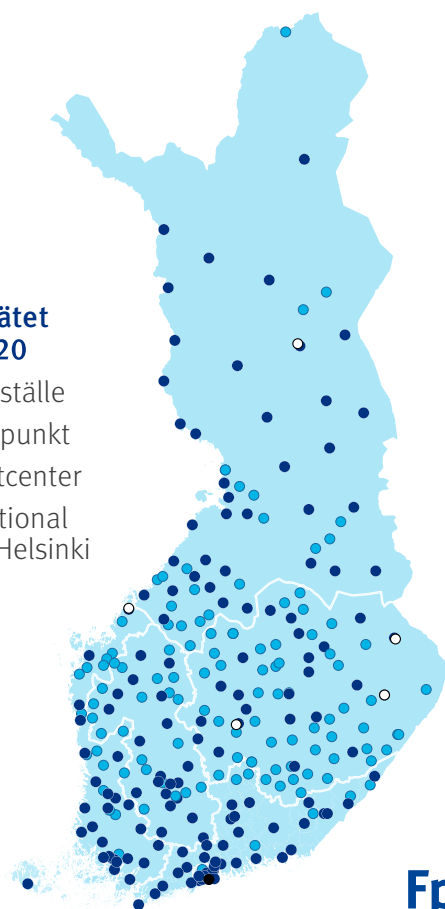 ätet
20
ställe
punkt
tcenter
tional
Helsinki
Fp